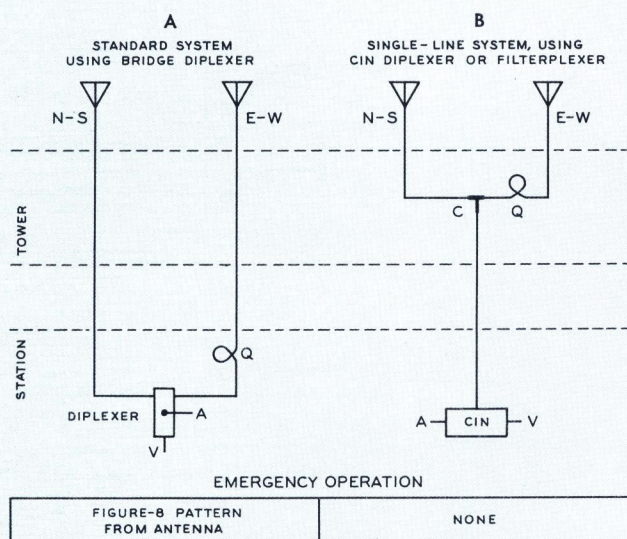 A
STANDARD SYSTEM
USING BRIDGE DIPLEXER
N-S
E-W
Q
DIPLEXER
A
V
B
SINGLE-LINE SYSTEM, USING
CIN DIPLEXER OR FILTERPLEXER
N-S
E-W
C
Q
A
CIN
V
TOWER
STATION
EMERGENCY OPERATION
FIGURE-8 PATTERN
FROM ANTENNA
NONE